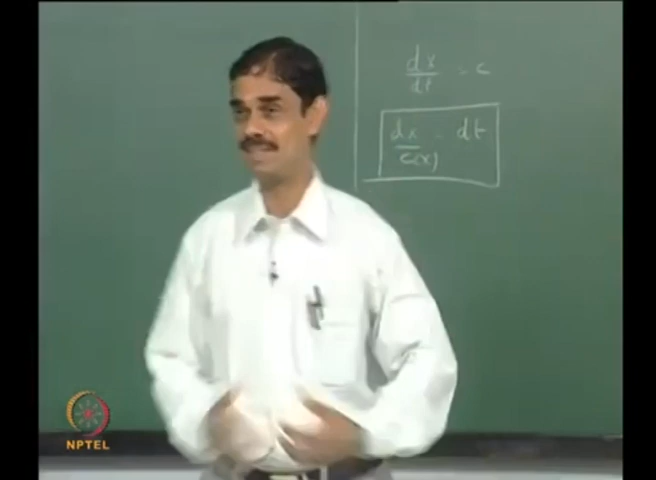 dx/dt = c
dx/c(x) = dt
NPTEL